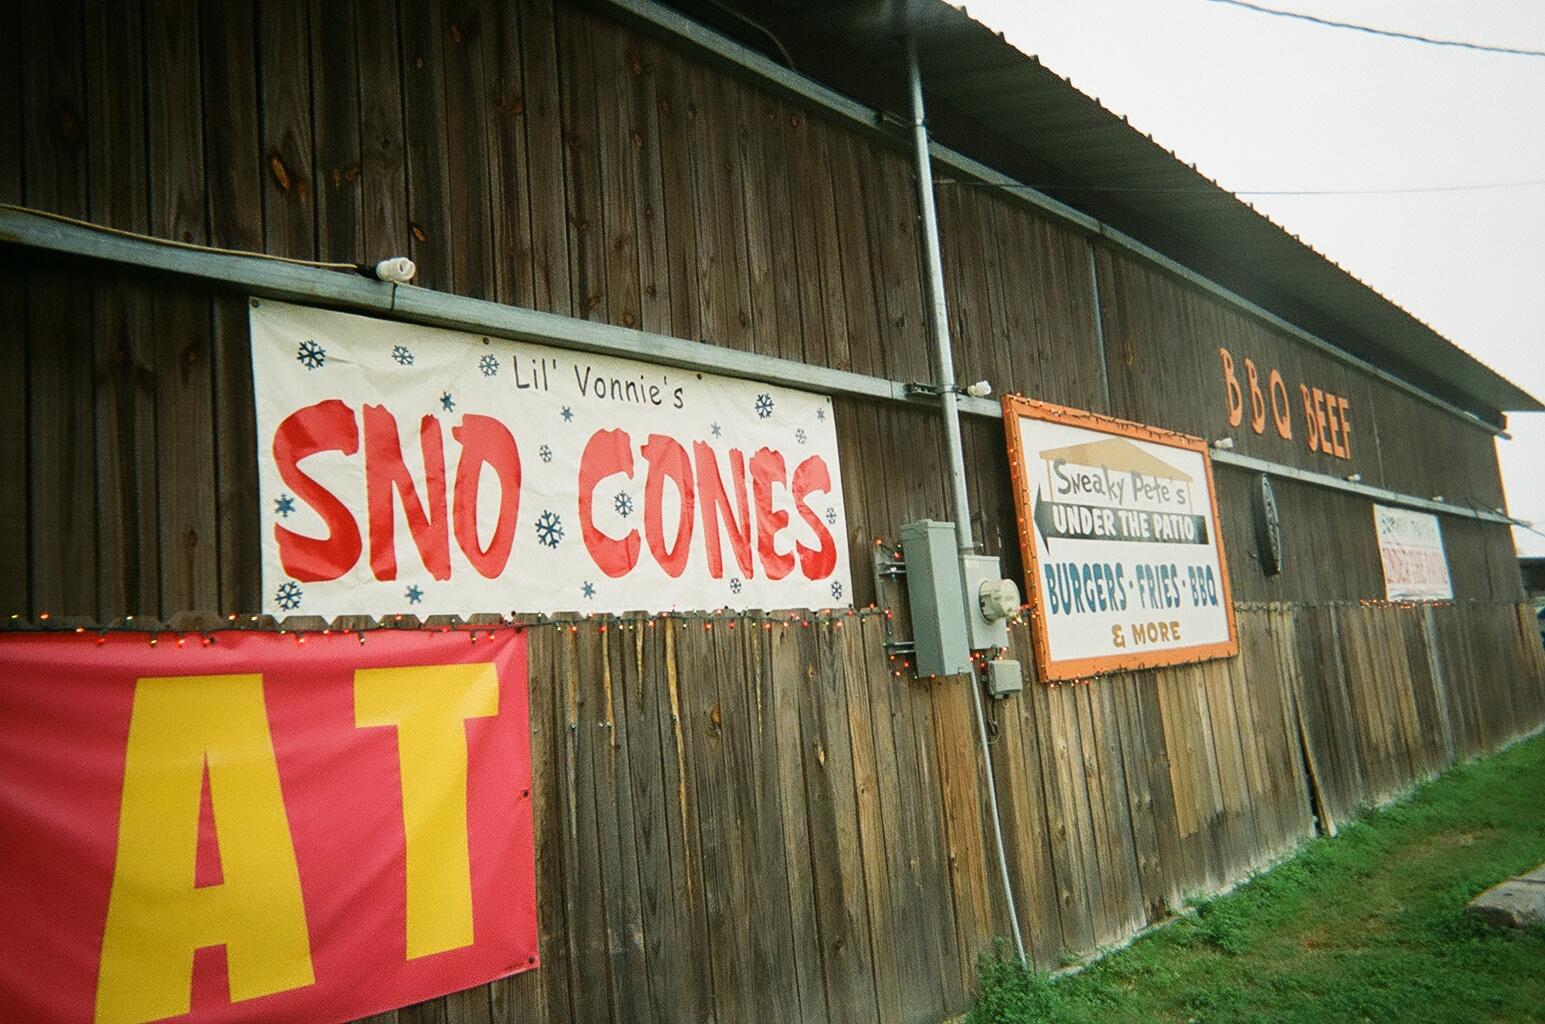 Lil' Vonnie's
SNO CONES
AT
Sneaky Pete's
UNDER THE PATIO
BURGERS · FRIES · BBQ
& MORE
BBQ BEEF